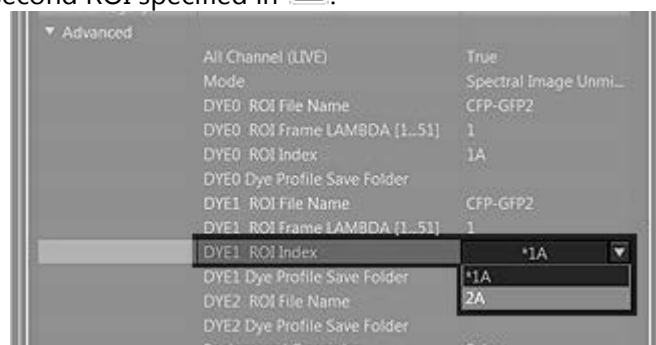 second ROI specified in
▼ Advanced
All Channel (LIVE) True
Mode Spectral Image Unmi...
DYE0 ROI File Name CFP-GFP2
DYE0 ROI Frame LAMBDA [1...51] 1
DYE0 ROI Index 1A
DYE0 Dye Profile Save Folder
DYE1 ROI File Name CFP-GFP2
DYE1 ROI Frame LAMBDA [1...51] 1
DYE1 ROI Index *1A ▼
DYE1 Dye Profile Save Folder *1A
DYE2 ROI File Name 2A
DYE2 Dye Profile Save Folder